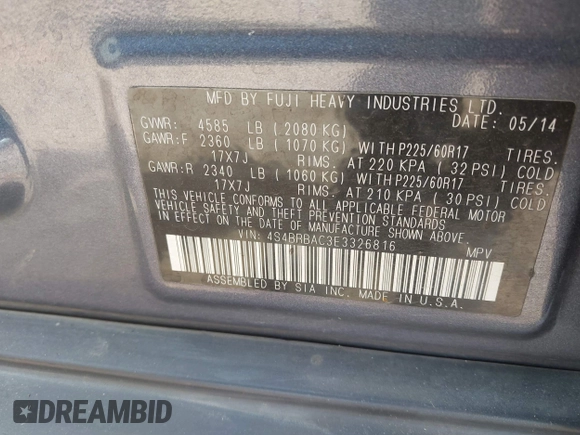 MFD BY FUJI HEAVY INDUSTRIES LTD.
DATE: 05/14
GVWR: 4585 LB ( 2080 KG)
GAWR:F 2360 LB ( 1070 KG) WITH P225/60R17 TIRES.
17X7J RIMS. AT 220 KPA ( 32 PSI) COLD
GAWR:R 2340 LB ( 1060 KG) WITH P225/60R17 TIRES.
17X7J RIMS. AT 210 KPA ( 30 PSI) COLD
THIS VEHICLE CONFORMS TO ALL APPLICABLE FEDERAL MOTOR
VEHICLE SAFETY AND THEFT PREVENTION STANDARDS
IN EFFECT ON THE DATE OF MANUFACTURE SHOWN ABOVE.
VIN: 4S4BRBAC3E3326816 MPV
ASSEMBLED BY SIA INC. MADE IN U.S.A.
DREAMBID